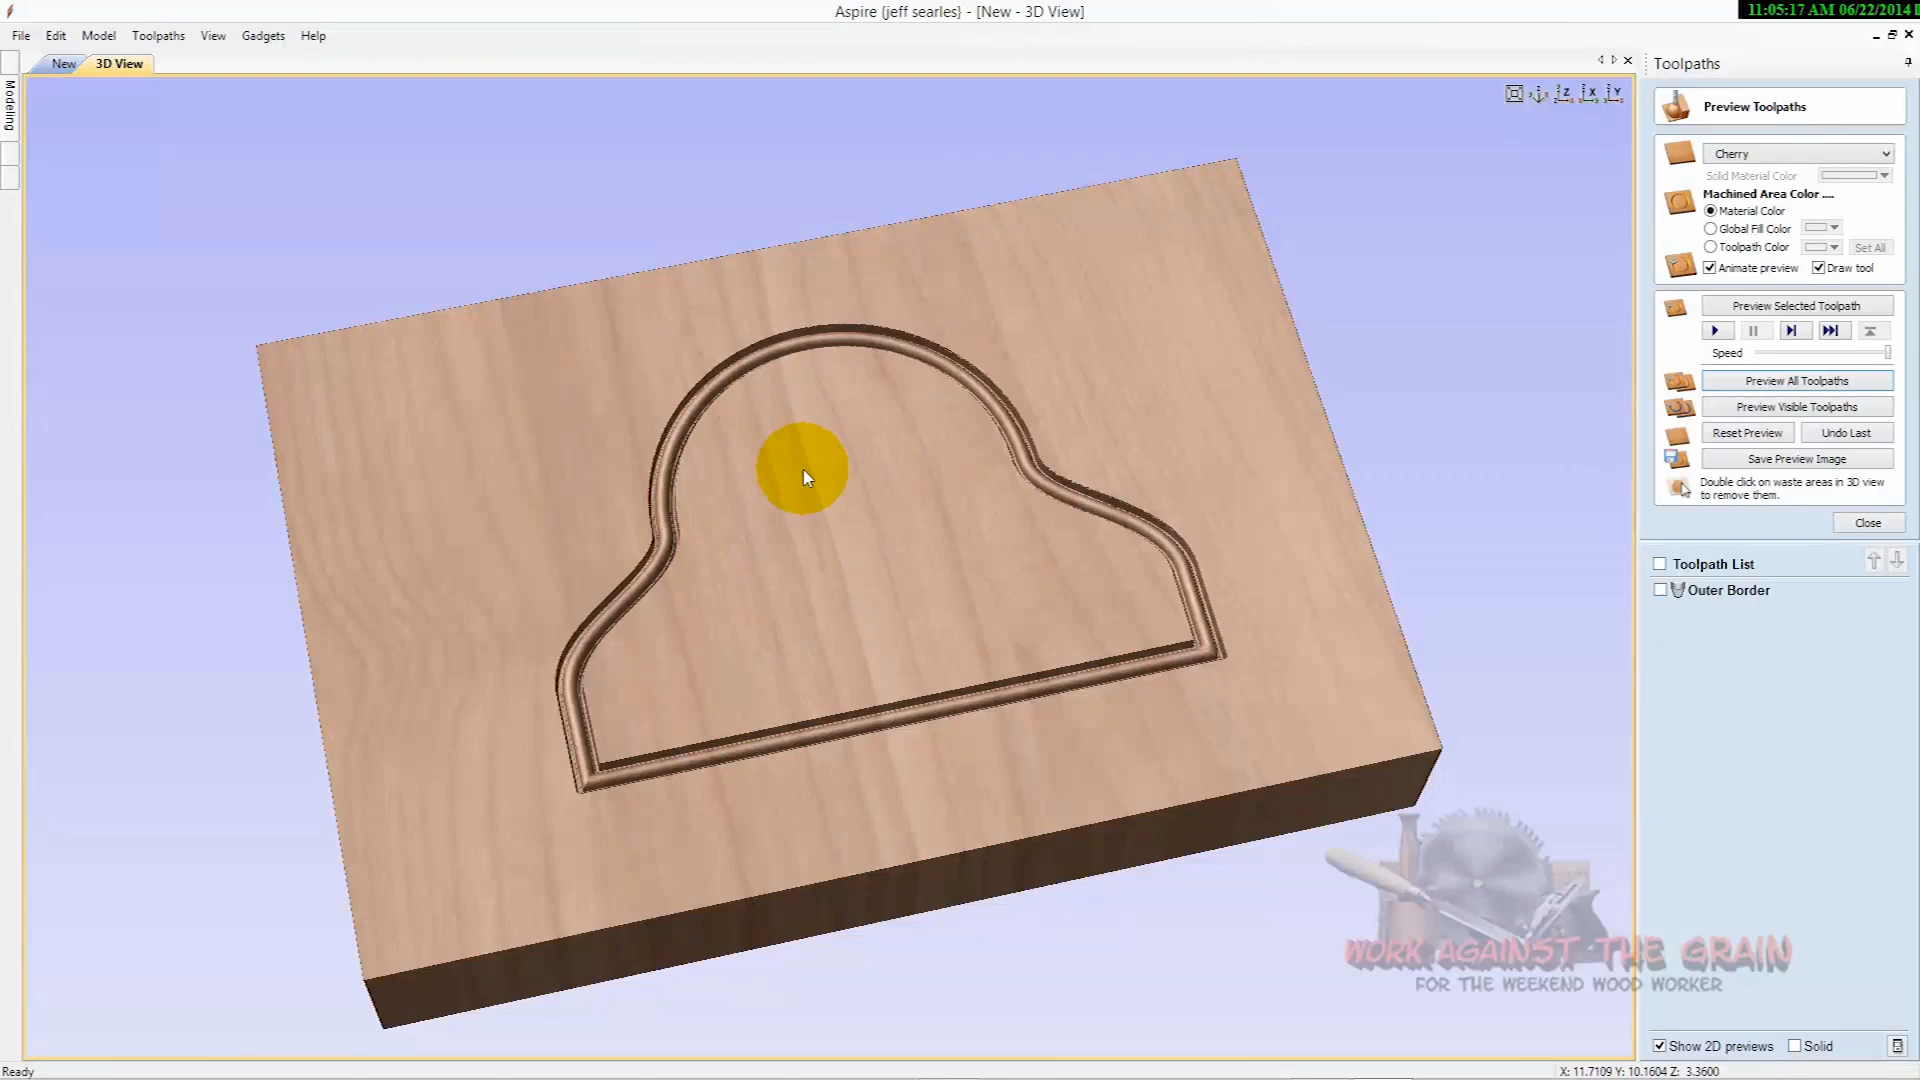 Aspire {jeff searles} - [New - 3D View]
11:05:17 AM 06/22/2014
File Edit Model Toolpaths View Gadgets Help
New 3D View
Modeling
Z X Y
Toolpaths
Preview Toolpaths
Cherry
Solid Material Color
Machined Area Color ....
Material Color
Global Fill Color
Toolpath Color Set All
Animate preview Draw tool
Preview Selected Toolpath
Speed
Preview All Toolpaths
Preview Visible Toolpaths
Reset Preview Undo Last
Save Preview Image
Double click on waste areas in 3D view
to remove them.
Close
Toolpath List
Outer Border
WORK AGAINST THE GRAIN
FOR THE WEEKEND WOOD WORKER
Show 2D previews Solid
Ready
X: 11.7109 Y: 10.1604 Z: 3.3600